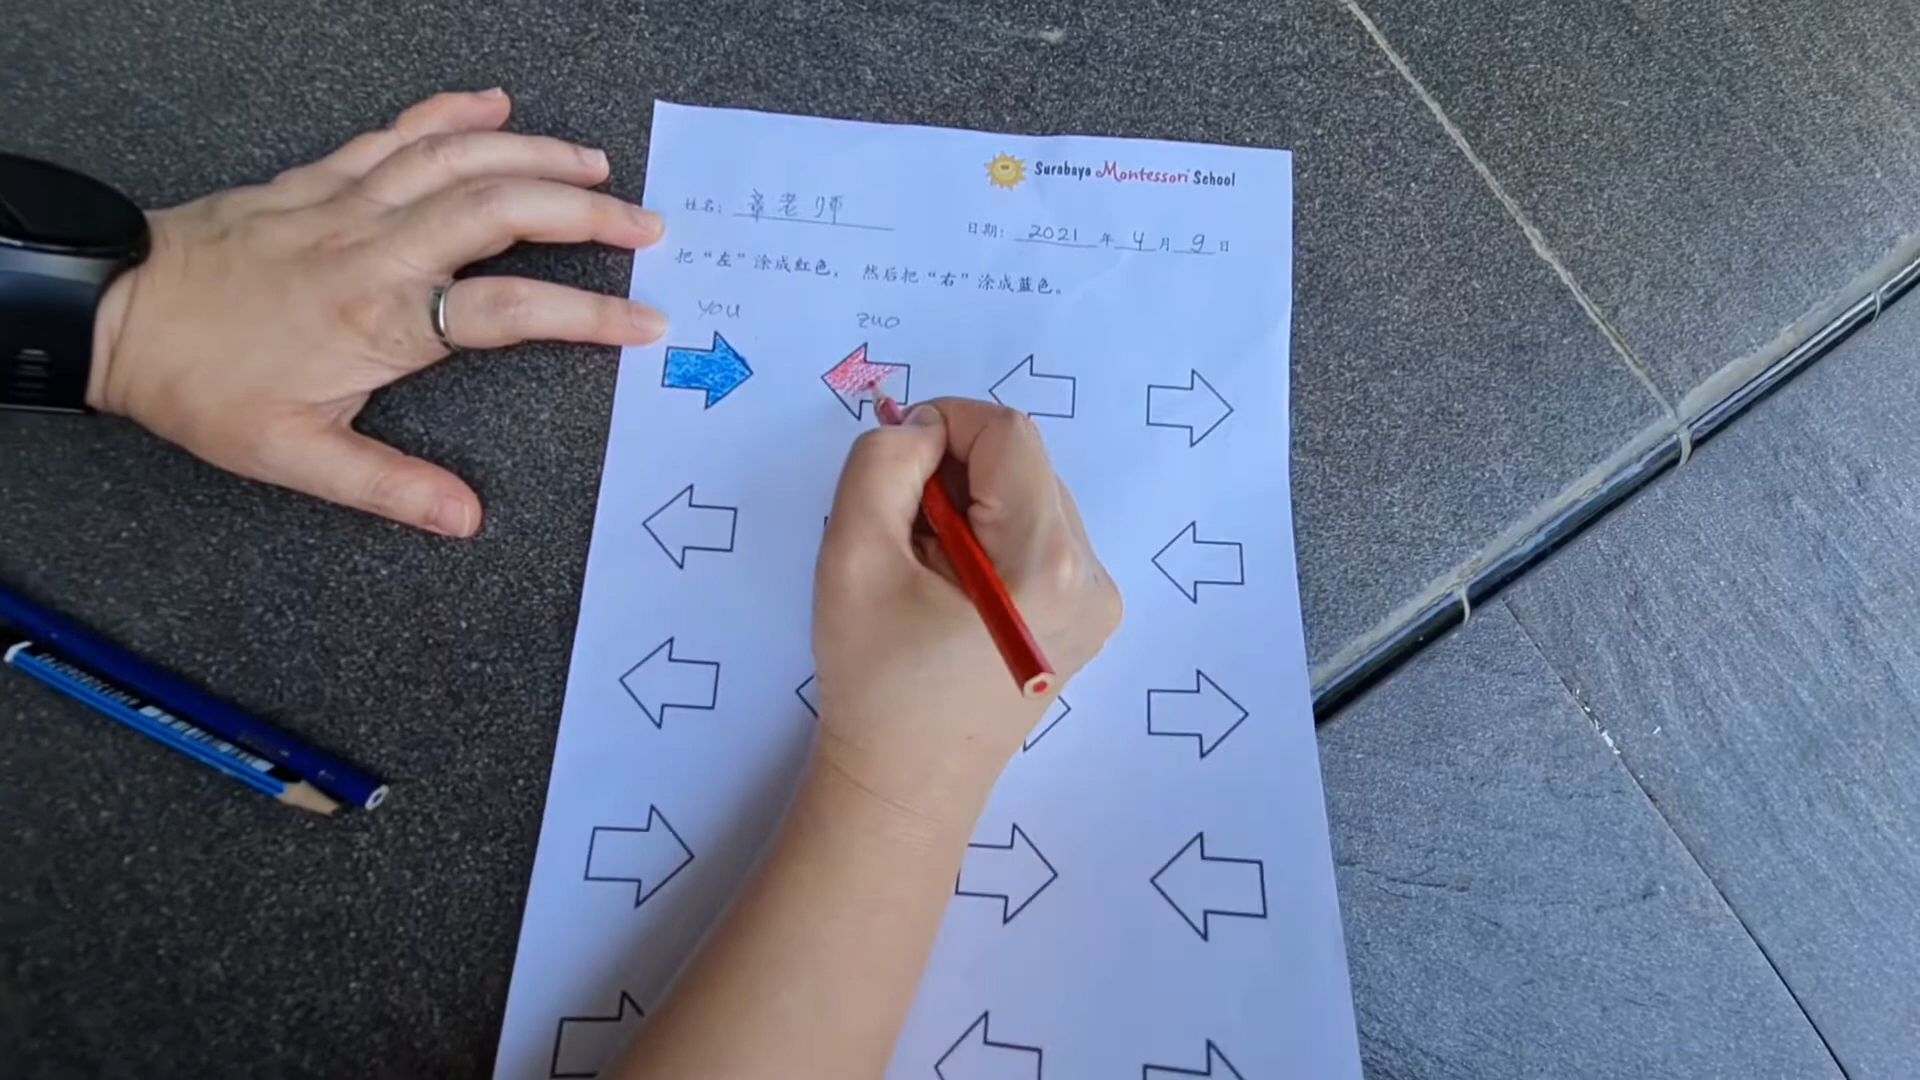 Surabaya Montessori School
姓名: 章老师
日期: 2021 年 4 月 9 日
把“左”涂成红色，然后把“右”涂成蓝色。
you zuo